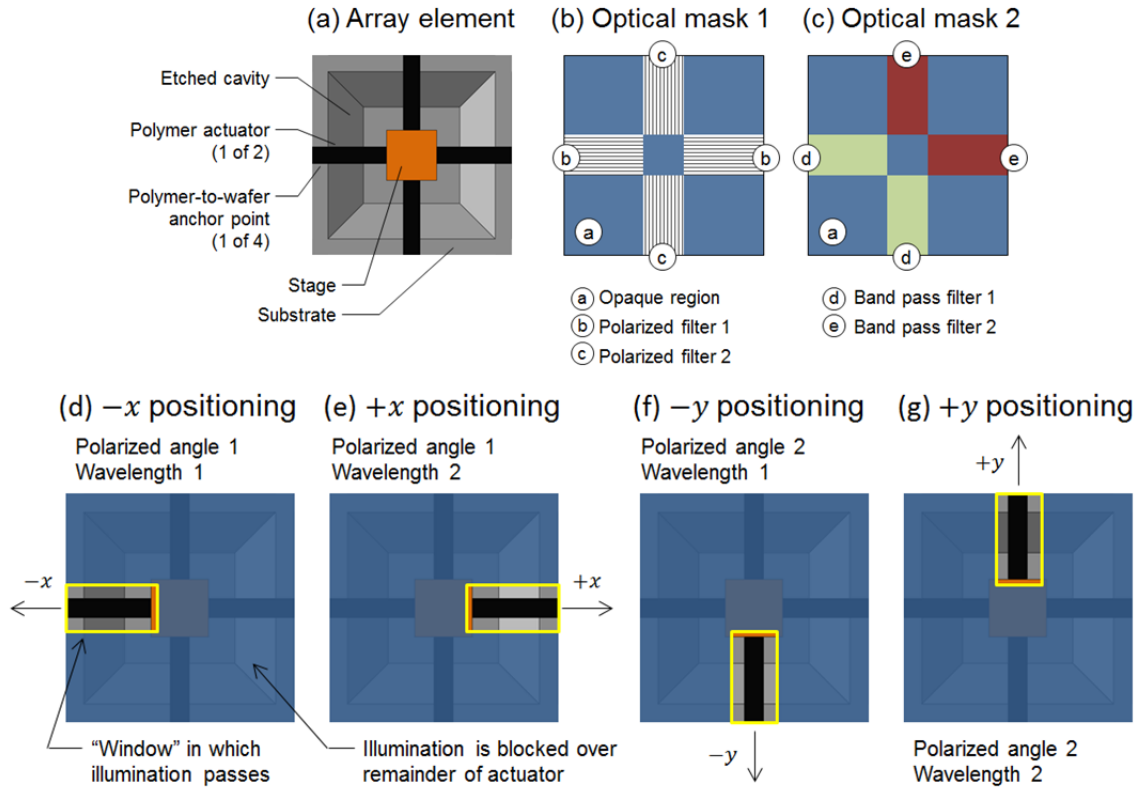 (a) Array element
Etched cavity
Polymer actuator
(1 of 2)
Polymer-to-wafer
anchor point
(1 of 4)
Stage
Substrate
(b) Optical mask 1
c
b
b
a
c
a Opaque region
b Polarized filter 1
c Polarized filter 2
(c) Optical mask 2
e
d
e
a
d
d Band pass filter 1
e Band pass filter 2
(d) −x positioning
Polarized angle 1
Wavelength 1
−x
"Window" in which
illumination passes
(e) +x positioning
Polarized angle 1
Wavelength 2
+x
Illumination is blocked over
remainder of actuator
(f) −y positioning
Polarized angle 2
Wavelength 1
−y
(g) +y positioning
+y
Polarized angle 2
Wavelength 2